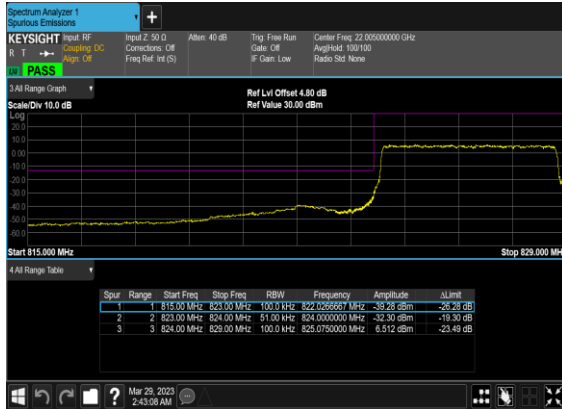 Spectrum Analyzer 1
Spurious Emissions
KEYSIGHT Input: RF Input Z: 50 Ω Atten: 40 dB Trig: Free Run Center Freq: 22.005000000 GHz
R T Coupling: DC Corrections: Off Gate: Off Avg|Hold: 100/100
Align: Off Freq Ref: Int (S) IF Gain: Low Radio Std: None
PASS
3 All Range Graph
Ref Lvl Offset 4.80 dB
Scale/Div 10.0 dB Ref Value 30.00 dBm
Log
20.0
10.0
0.00
-10.0
-20.0
-30.0
-40.0
-50.0
-60.0
Start 815.000 MHz Stop 829.000 MHz
4 All Range Table
Spur Range Start Freq Stop Freq RBW Frequency Amplitude ΔLimit
1 1 815.00 MHz 823.00 MHz 100.0 kHz 822.0266667 MHz -39.28 dBm -26.28 dB
2 2 823.00 MHz 824.00 MHz 51.00 kHz 824.0000000 MHz -32.30 dBm -19.30 dB
3 3 824.00 MHz 829.00 MHz 100.0 kHz 825.0750000 MHz 6.512 dBm -23.49 dB
Mar 29, 2023
2:43:08 AM